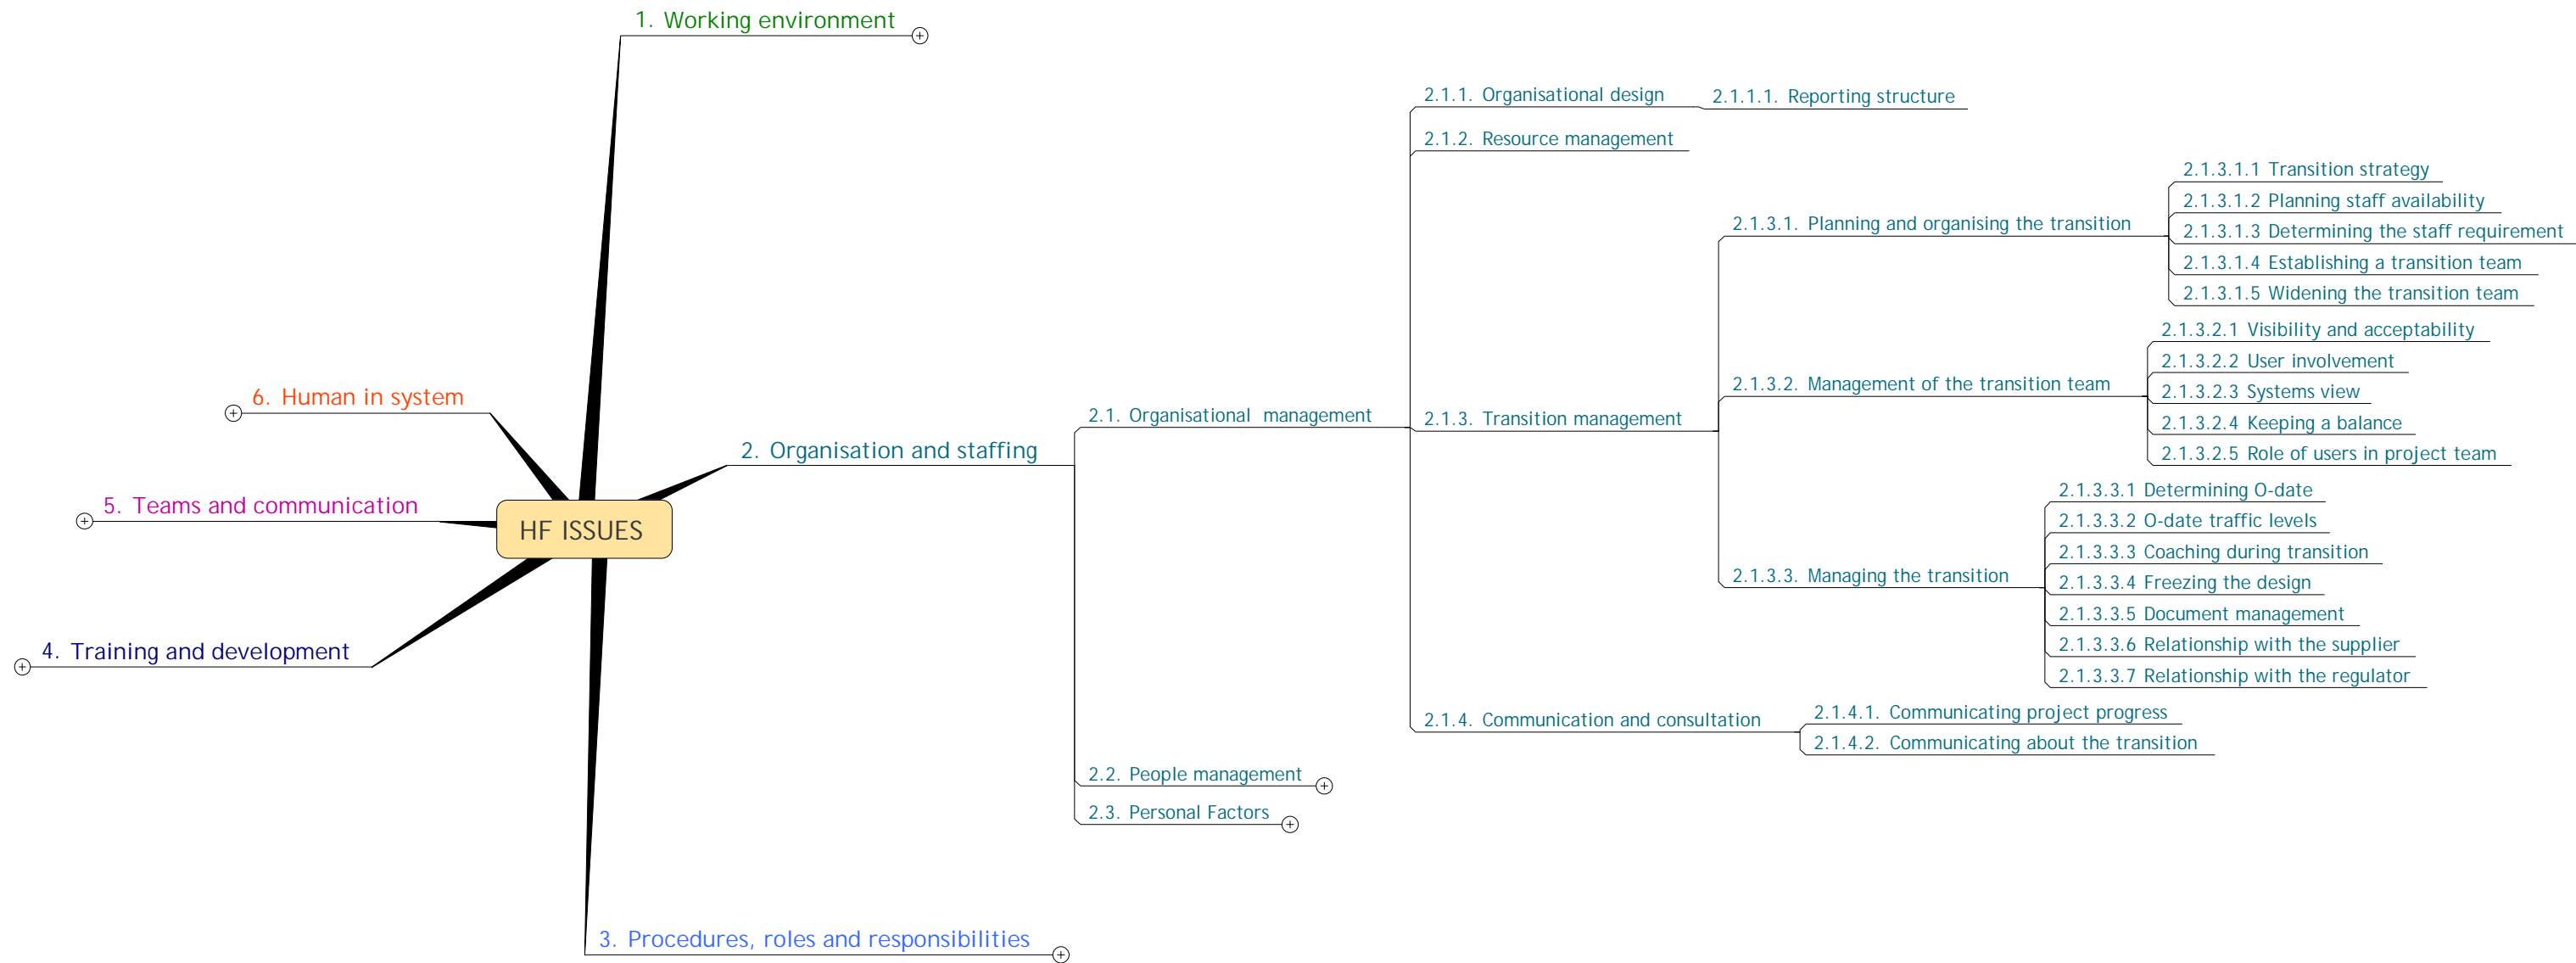 1. Working environment
2.1.1. Organisational design
2.1.1.1. Reporting structure
2.1.2. Resource management
2.1.3.1.1 Transition strategy
2.1.3.1.2 Planning staff availability
2.1.3.1. Planning and organising the transition
2.1.3.1.3 Determining the staff requirement
2.1.3.1.4 Establishing a transition team
2.1.3.1.5 Widening the transition team
2.1.3.2.1 Visibility and acceptability
2.1.3.2.2 User involvement
2.1.3.2. Management of the transition team
2.1.3.2.3 Systems view
6. Human in system
2.1. Organisational management
2.1.3. Transition management
2.1.3.2.4 Keeping a balance
2. Organisation and staffing
2.1.3.2.5 Role of users in project team
2.1.3.3.1 Determining O-date
5. Teams and communication
2.1.3.3.2 O-date traffic levels
HF ISSUES
2.1.3.3.3 Coaching during transition
2.1.3.3. Managing the transition
2.1.3.3.4 Freezing the design
2.1.3.3.5 Document management
2.1.3.3.6 Relationship with the supplier
4. Training and development
2.1.3.3.7 Relationship with the regulator
2.1.4. Communication and consultation
2.1.4.1. Communicating project progress
2.1.4.2. Communicating about the transition
2.2. People management
2.3. Personal Factors
3. Procedures, roles and responsibilities